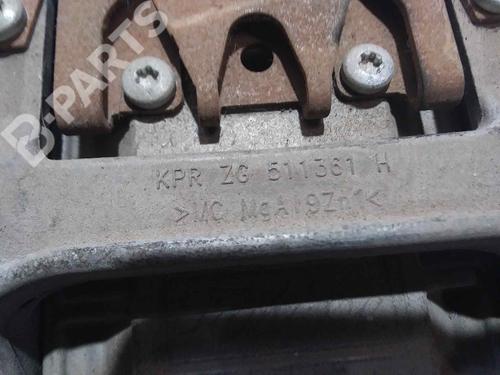 B-PARTS
KPR ZG 511361 H
>MC MgAl9Zn1<